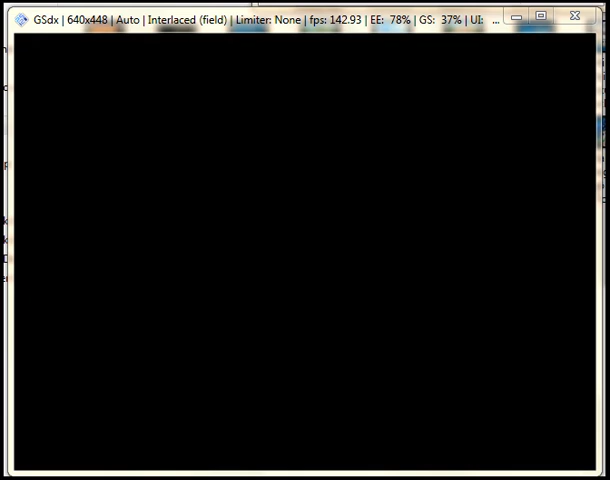 GSdx | 640x448 | Auto | Interlaced (field) | Limiter: None | fps: 142.93 | EE: 78% | GS: 37% | UI: ...